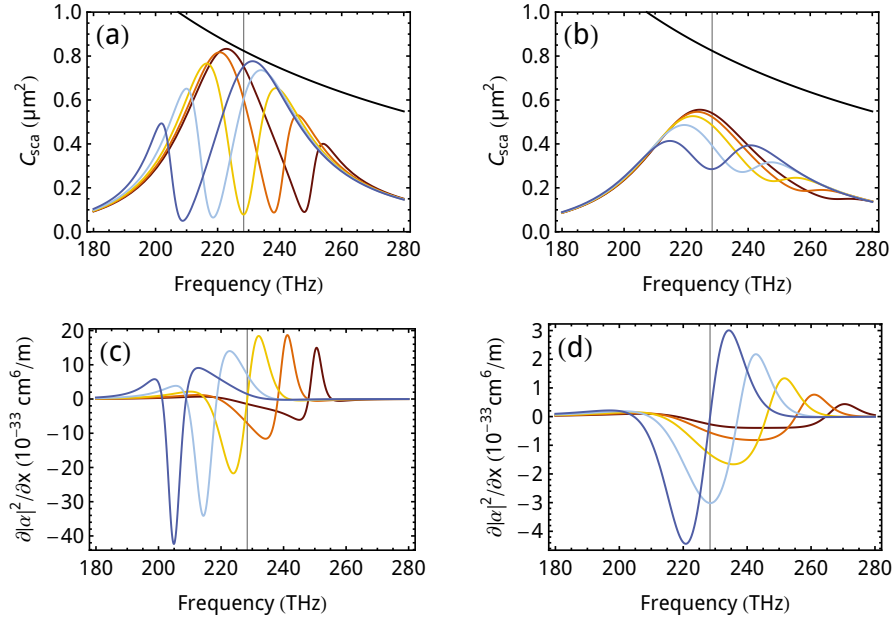 (a)
1.0
0.8
0.6
0.4
0.2
0.0
C_sca (μm²)
180 200 220 240 260 280
Frequency (THz)
(b)
1.0
0.8
0.6
0.4
0.2
0.0
C_sca (μm²)
180 200 220 240 260 280
Frequency (THz)
(c)
20
10
0
−10
−20
−30
−40
∂|α|²/∂x (10⁻³³ cm⁶/m)
180 200 220 240 260 280
Frequency (THz)
(d)
3
2
1
0
−1
−2
−3
−4
∂|α|²/∂x (10⁻³³ cm⁶/m)
180 200 220 240 260 280
Frequency (THz)